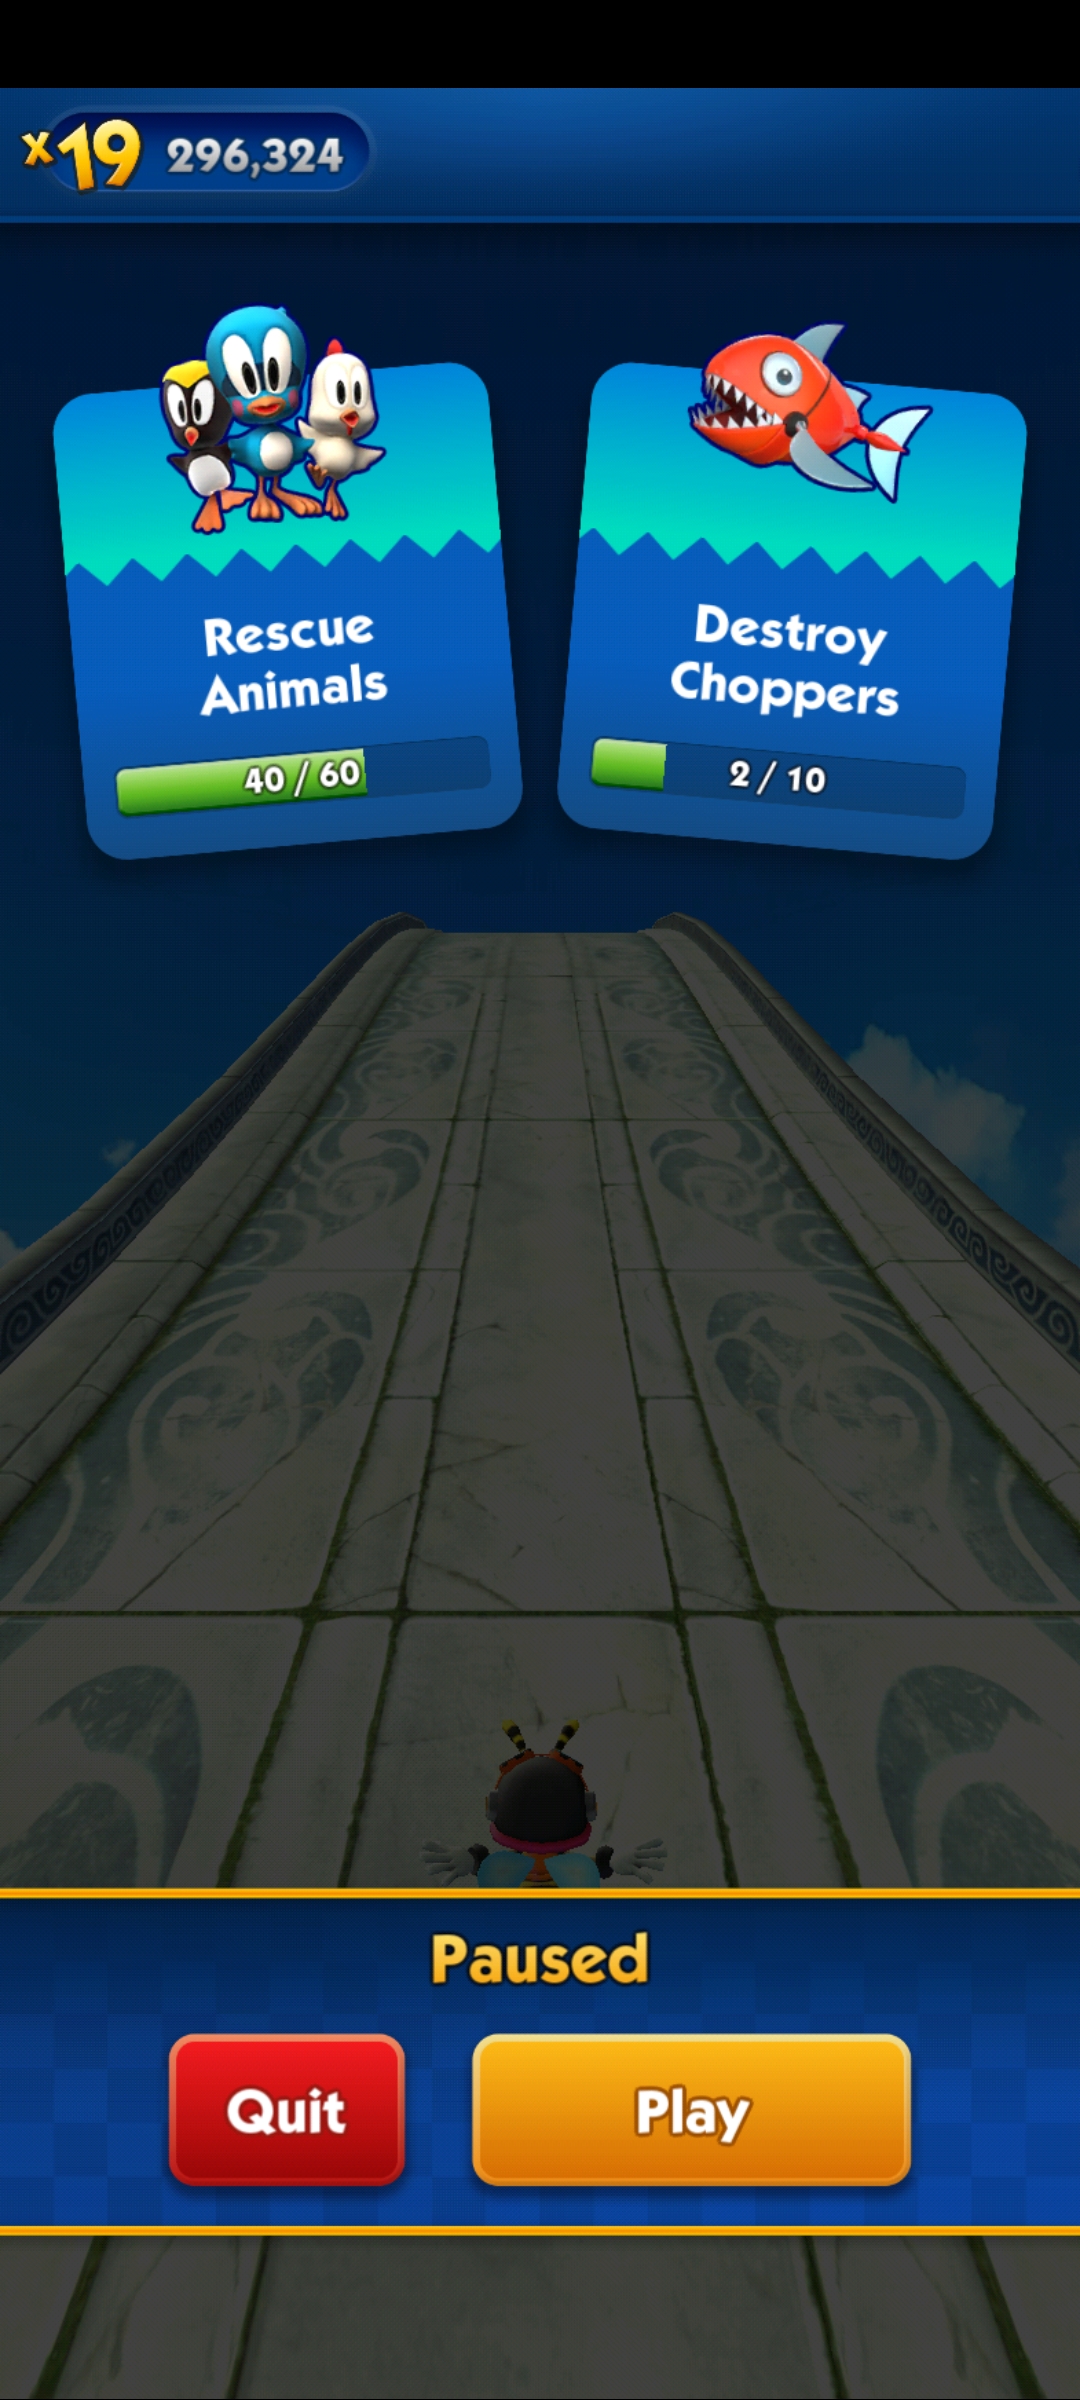 x19 296,324
Rescue
Animals
40 / 60
Destroy
Choppers
2 / 10
Paused
Quit
Play